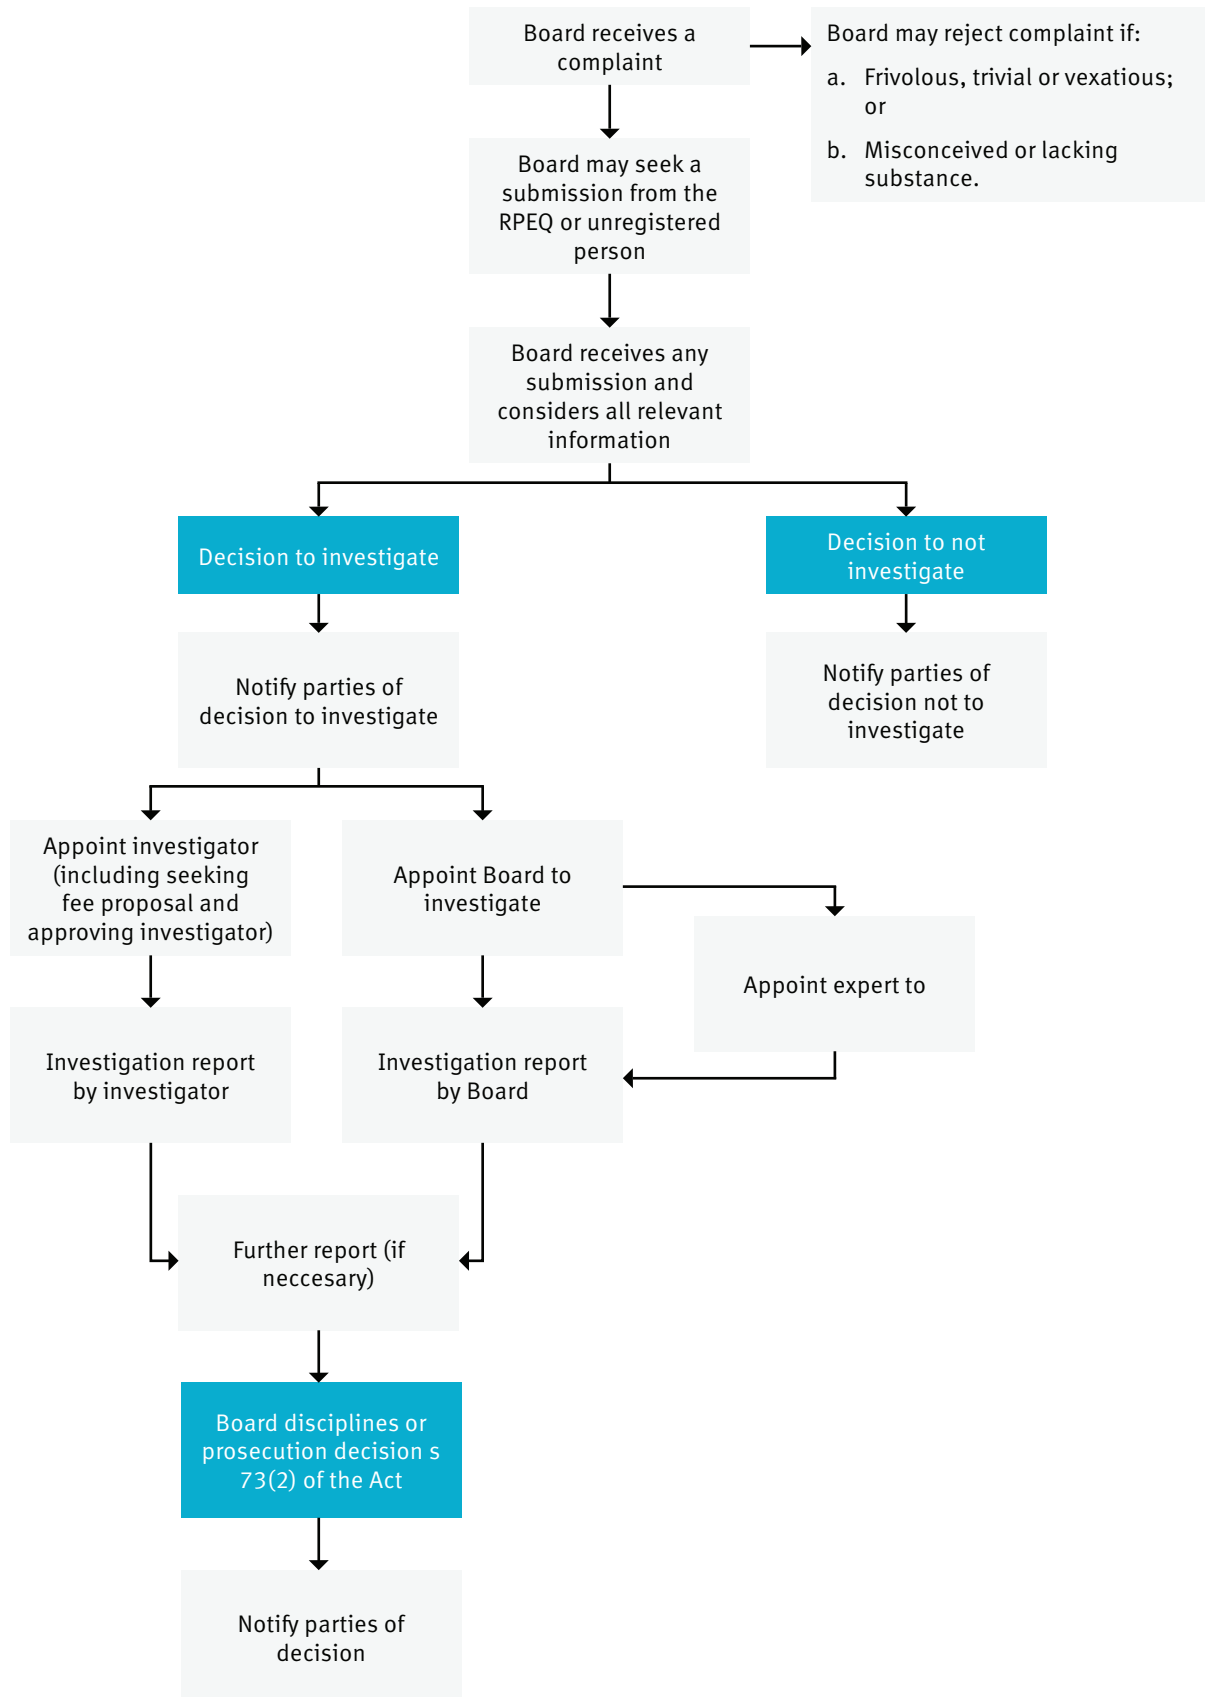 Board receives a
complaint
Board may reject complaint if:
a. Frivolous, trivial or vexatious;
or
b. Misconceived or lacking
substance.
Board may seek a
submission from the
RPEQ or unregistered
person
Board receives any
submission and
considers all relevant
information
Decision to investigate
Decision to not
investigate
Notify parties of
decision to investigate
Notify parties of
decision not to
investigate
Appoint investigator
(including seeking
fee proposal and
approving investigator)
Appoint Board to
investigate
Appoint expert to
Investigation report
by investigator
Investigation report
by Board
Further report (if
neccesary)
Board disciplines or
prosecution decision s
73(2) of the Act
Notify parties of
decision